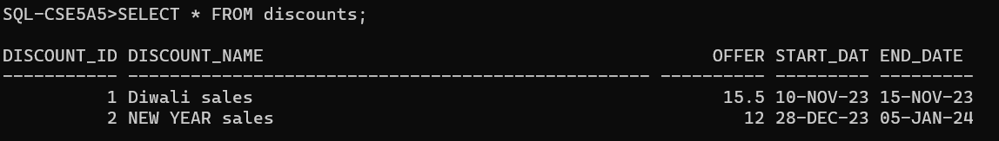 SQL-CSE5A5>SELECT * FROM discounts;
DISCOUNT_ID DISCOUNT_NAME OFFER START_DAT END_DATE
----------- -------------------------------------------------- ---------- --------- ---------
1 Diwali sales 15.5 10-NOV-23 15-NOV-23
2 NEW YEAR sales 12 28-DEC-23 05-JAN-24